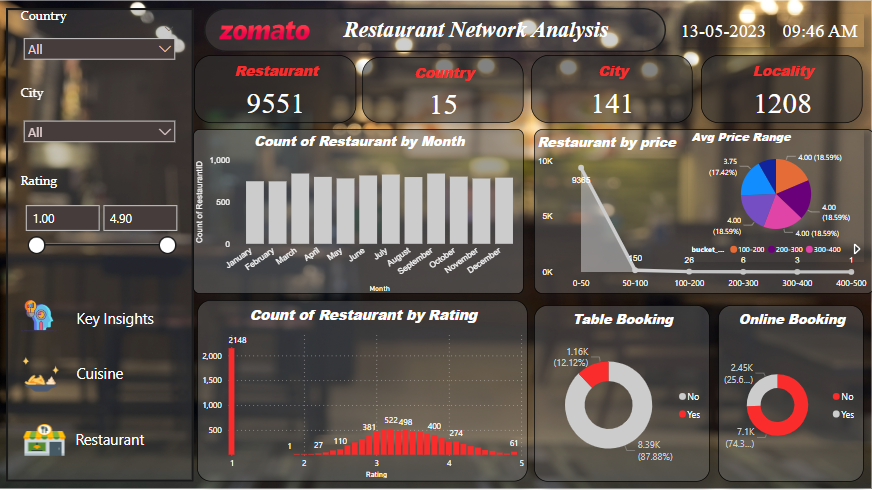 Country
All
City
All
Rating
1.00
4.90
Key Insights
Cuisine
Restaurant
zomato
Restaurant Network Analysis
13-05-2023
09:46 AM
Restaurant
9551
Country
15
City
141
Locality
1208
Count of Restaurant by Month
Count of RestaurantID
1,000
500
0
January
February
March
April
May
June
July
August
September
October
November
December
Month
Restaurant by price
10K
5K
0K
9365
150
26
6
3
1
0-50
50-100
100-200
200-300
300-400
400-500
Avg Price Range
3.75
(17.42%)
4.00 (18.59%)
4.00
(18.59%)
4.00 (18.59%)
4.00
(18.59%)
bucket_...
100-200
200-300
300-400
Count of Restaurant by Rating
2,000
1,500
1,000
500
2148
1
27
110
381
522
498
400
274
61
1
2
3
4
5
Rating
Table Booking
1.16K
(12.12%)
8.39K
(87.88%)
No
Yes
Online Booking
2.45K
(25.6...)
7.1K
(74.3...)
No
Yes